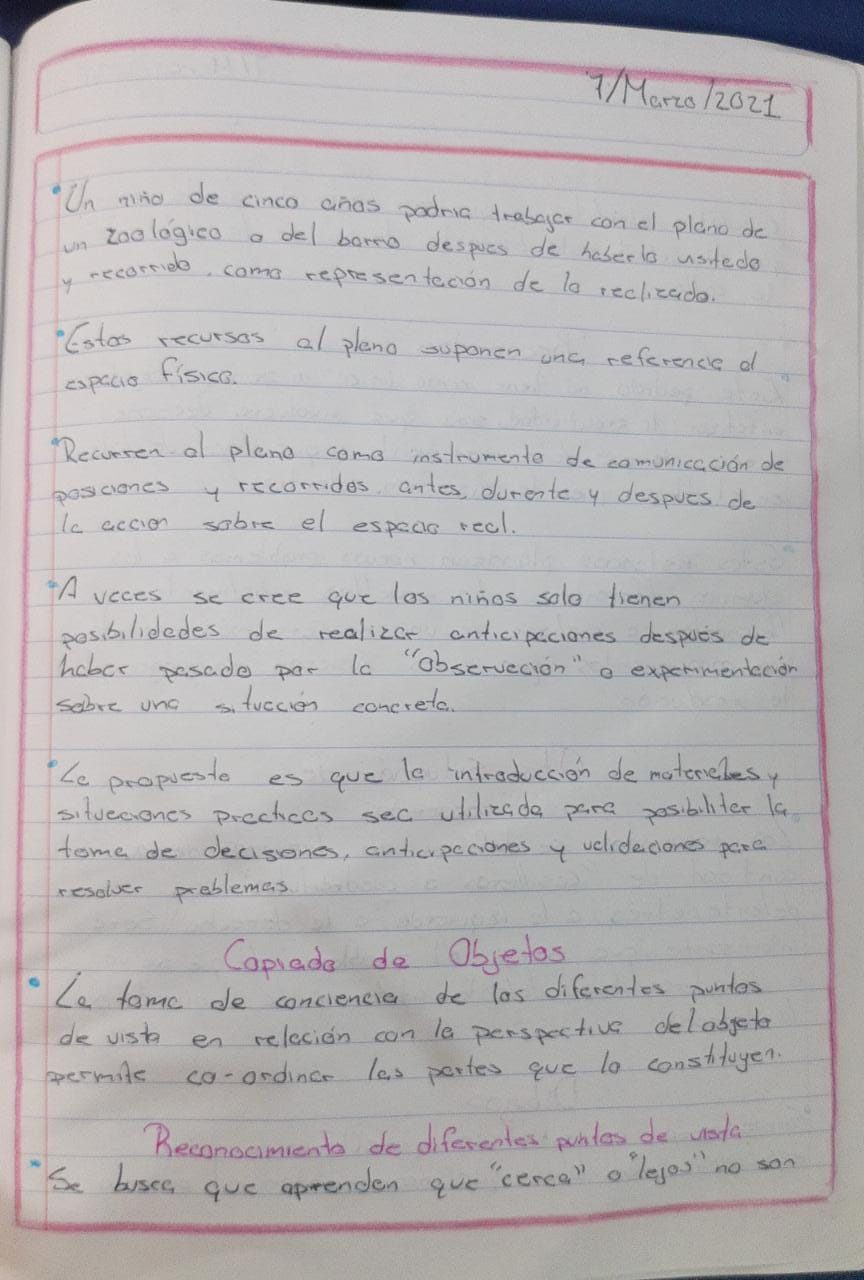 7/Marzo/2021
• Un niño de cinco años podria trabajar con el plano de
un zoológico o del barrio despues de haberlo visitado
y recorrido, como representación de lo realizado.
• Estos recursos al plano suponen una referencia al
espacio físico.
• Recurren al plano como instrumento de comunicación de
posiciones y recorridos, antes, durante y despues de
la accion sobre el espacio real.
• A veces se cree que los niños solo tienen
posibilidades de realizar anticipaciones después de
haber pasado por la "observación" o experimentación
sobre una situación concreta.
• La propuesta es que la introducción de materiales y
situaciones practicas sea utilizada para posibilitar la
toma de decisiones, anticipaciones y validaciones para
resolver problemas.
Copiado de Objetos
• La toma de conciencia de los diferentes puntos
de vista en relación con la perspectiva del objeto
permite co-ordinar las partes que lo constituyen.
Reconocimiento de diferentes puntos de vista
• Se busca que aprendan que "cerca" o "lejos" no son